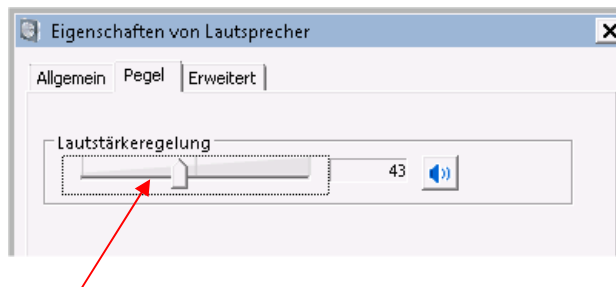 Eigenschaften von Lautsprecher
Allgemein Pegel Erweitert
Lautstärkeregelung
43